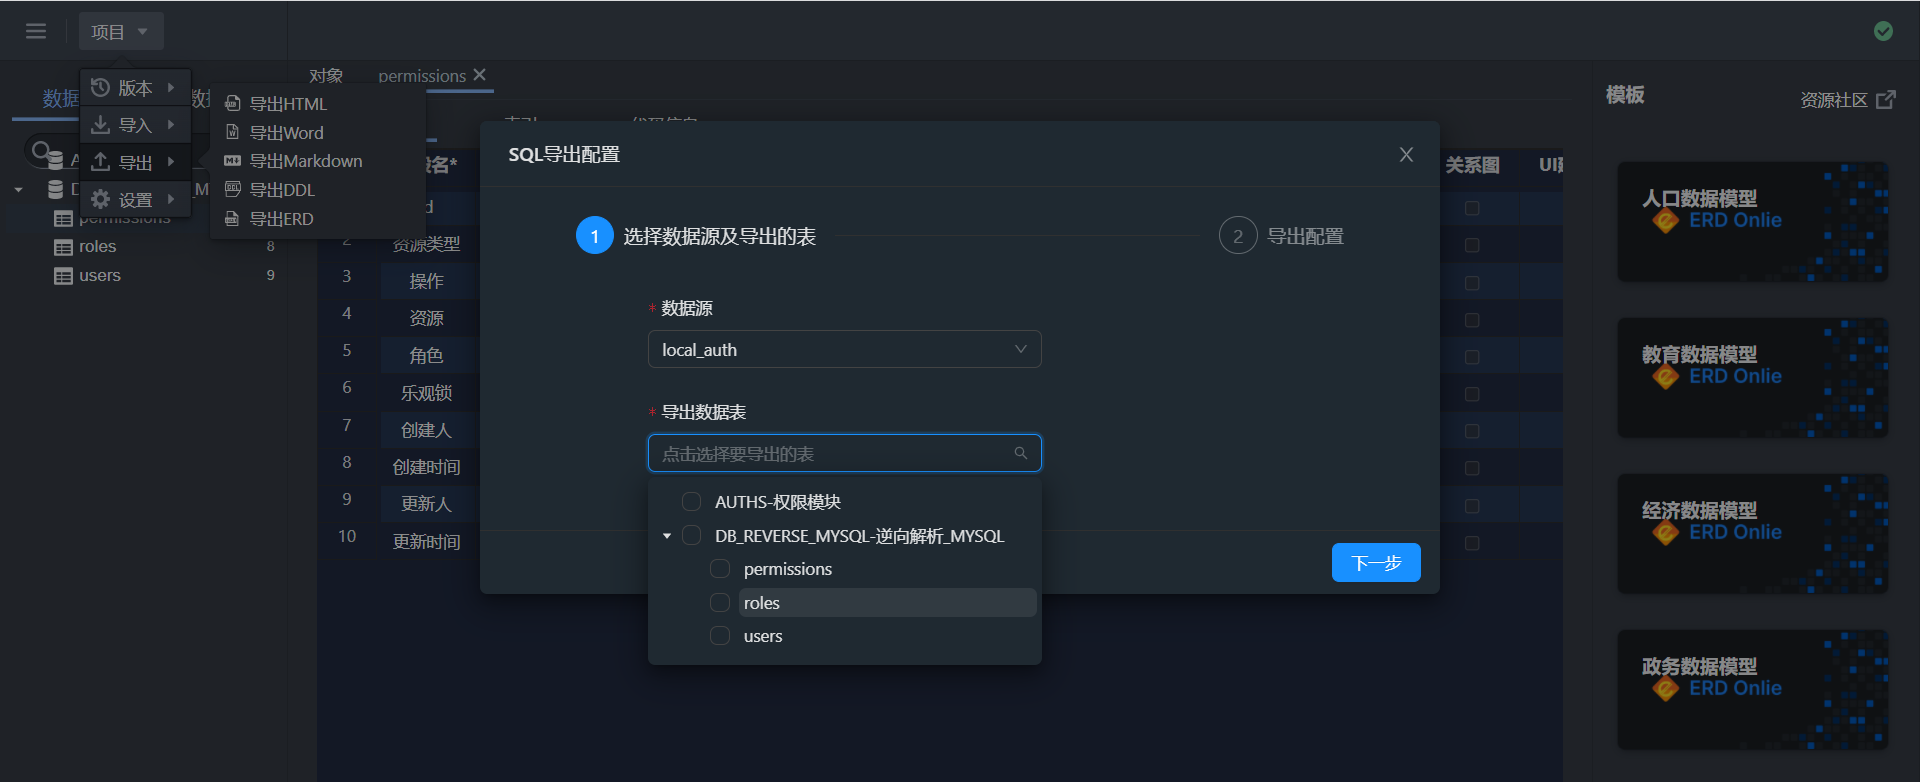 项目
版本
导入
导出
设置
导出HTML
导出Word
导出Markdown
导出DDL
导出ERD
数据
permissions
roles 8
users 9
对象 permissions
代码信息
资源类型
3 操作
4 资源
5 角色
6 乐观锁
7 创建人
8 创建时间
9 更新人
10 更新时间
关系图
SQL导出配置
1 选择数据源及导出的表
2 导出配置
* 数据源
local_auth
* 导出数据表
点击选择要导出的表
AUTHS-权限模块
DB_REVERSE_MYSQL-逆向解析_MYSQL
permissions
roles
users
下一步
模板
资源社区
人口数据模型
ERD Onlie
教育数据模型
ERD Onlie
经济数据模型
ERD Onlie
政务数据模型
ERD Onlie